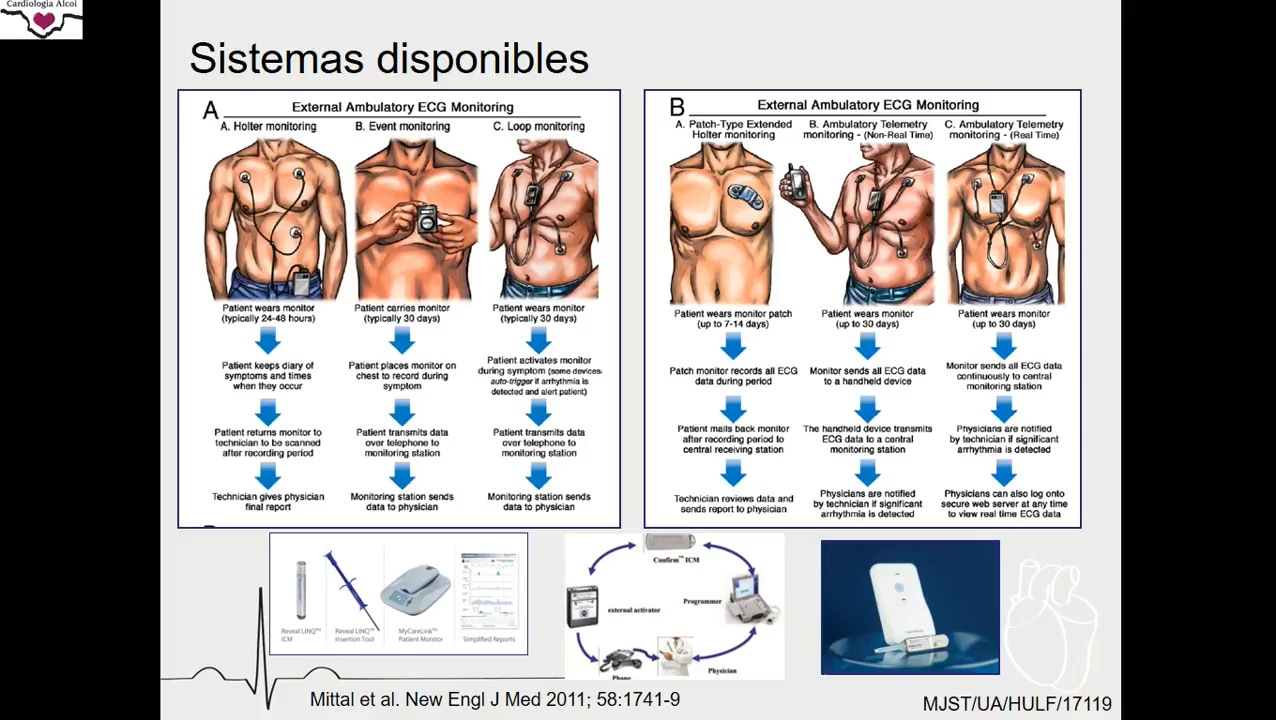 Cardiología Alcoi
Sistemas disponibles
A
External Ambulatory ECG Monitoring
A. Holter monitoring
B. Event monitoring
C. Loop monitoring
Patient wears monitor
(typically 24-48 hours)
Patient keeps diary of
symptoms and times
when they occur
Patient returns monitor to
technician to be scanned
after recording period
Technician gives physician
final report
Patient carries monitor
(typically 30 days)
Patient places monitor on
chest to record during
symptom
Patient transmits data
over telephone to
monitoring station
Monitoring station sends
data to physician
Patient wears monitor
(typically 30 days)
Patient activates monitor
during symptom (some devices
auto-trigger if arrhythmia is
detected and alert patient)
Patient transmits data
over telephone to
monitoring station
Monitoring station sends
data to physician
B
External Ambulatory ECG Monitoring
A. Patch-Type Extended
Holter monitoring
B. Ambulatory Telemetry
monitoring - (Non-Real Time)
C. Ambulatory Telemetry
monitoring - (Real Time)
Patient wears monitor patch
(up to 7-14 days)
Patch monitor records all ECG
data during period
Patient mails back monitor
after recording period to
central receiving station
Technician reviews data and
sends report to physician
Patient wears monitor
(up to 30 days)
Monitor sends all ECG data
to a handheld device
The handheld device transmits
ECG data to a central
monitoring station
Physicians are notified
by technician if significant
arrhythmia is detected
Patient wears monitor
(up to 30 days)
Monitor sends all ECG data
continuously to central
monitoring station
Physicians are notified
by technician if significant
arrhythmia is detected
Physicians can also log onto
secure web server at any time
to view real time ECG data
Reveal LINQ™
ICM
Reveal LINQ™
Insertion Tool
MyCareLink™
Patient Monitor
Simplified Reports
Confirm™ ICM
Programmer
external activator
Physician
Phone
Mittal et al. New Engl J Med 2011; 58:1741-9
MJST/UA/HULF/17119